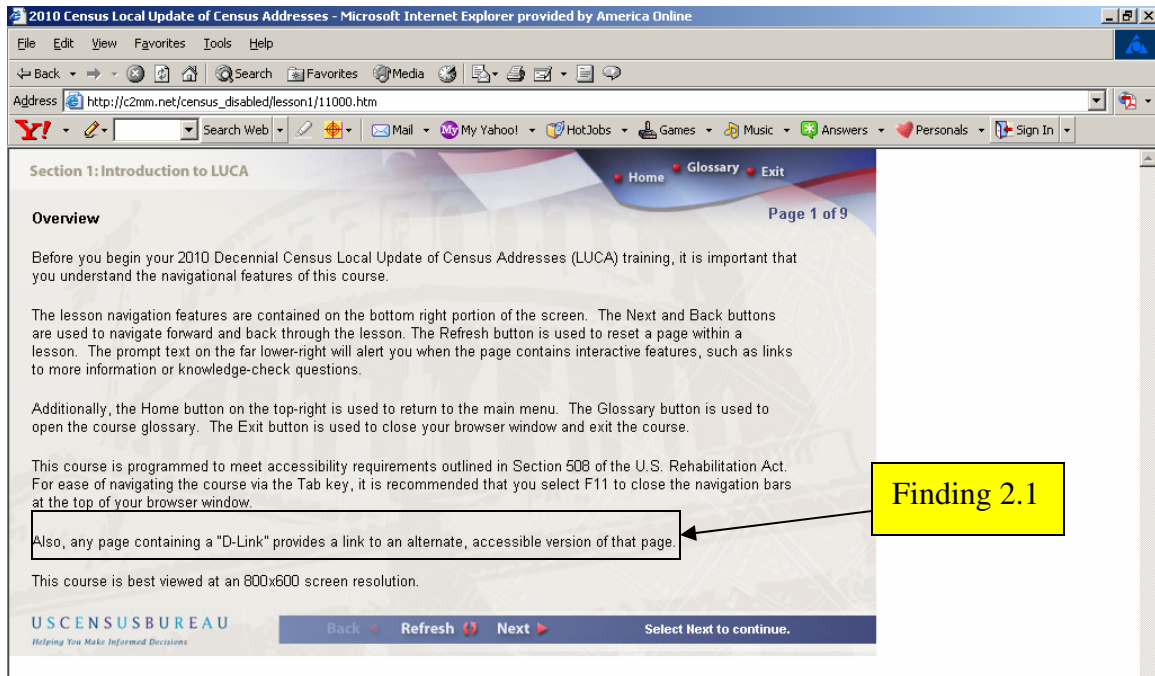 2010 Census Local Update of Census Addresses - Microsoft Internet Explorer provided by America Online
File Edit View Favorites Tools Help
Back Search Favorites Media
Address http://c2mm.net/census_disabled/lesson1/11000.htm
Y! Search Web Mail My Yahoo! HotJobs Games Music Answers Personals Sign In
Section 1: Introduction to LUCA
Home Glossary Exit
Overview
Page 1 of 9
Before you begin your 2010 Decennial Census Local Update of Census Addresses (LUCA) training, it is important that
you understand the navigational features of this course.
The lesson navigation features are contained on the bottom right portion of the screen. The Next and Back buttons
are used to navigate forward and back through the lesson. The Refresh button is used to reset a page within a
lesson. The prompt text on the far lower-right will alert you when the page contains interactive features, such as links
to more information or knowledge-check questions.
Additionally, the Home button on the top-right is used to return to the main menu. The Glossary button is used to
open the course glossary. The Exit button is used to close your browser window and exit the course.
This course is programmed to meet accessibility requirements outlined in Section 508 of the U.S. Rehabilitation Act.
For ease of navigating the course via the Tab key, it is recommended that you select F11 to close the navigation bars
at the top of your browser window.
Finding 2.1
Also, any page containing a "D-Link" provides a link to an alternate, accessible version of that page.
This course is best viewed at an 800x600 screen resolution.
USCENSUSBUREAU
Helping You Make Informed Decisions
Back Refresh Next Select Next to continue.